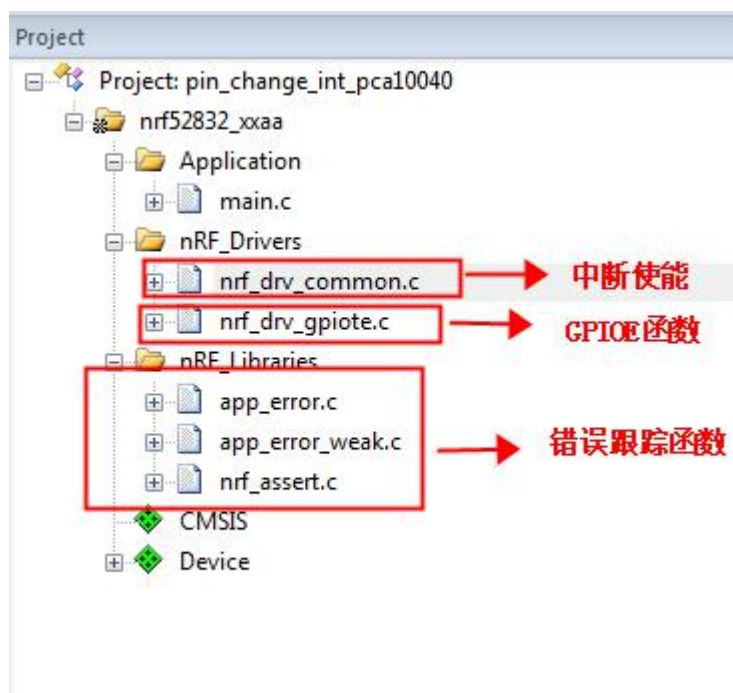 Project
Project: pin_change_int_pca10040
nrf52832_xxaa
Application
main.c
nRF_Drivers
nrf_drv_common.c
中断使能
nrf_drv_gpiote.c
GPIOE函数
nRF_Libraries
app_error.c
app_error_weak.c
错误跟踪函数
nrf_assert.c
CMSIS
Device